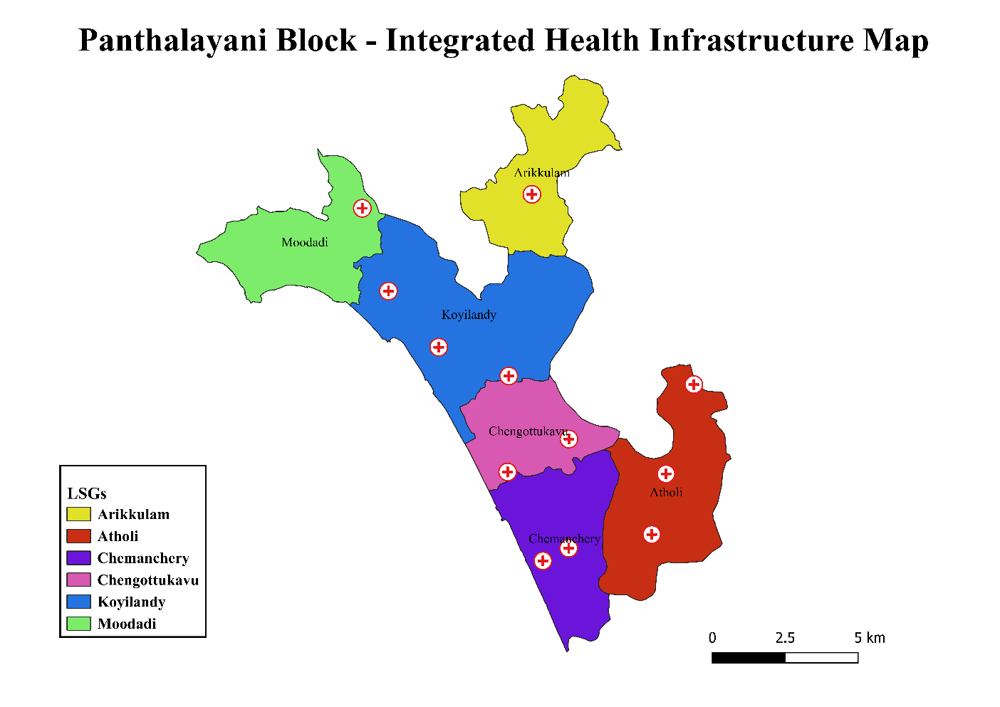 Panthalayani Block - Integrated Health Infrastructure Map
Arikkulam
Moodadi
Koyilandy
Chengottukavu
Atholi
Chemanchery
LSGs
Arikkulam
Atholi
Chemanchery
Chengottukavu
Koyilandy
Moodadi
0 2.5 5 km